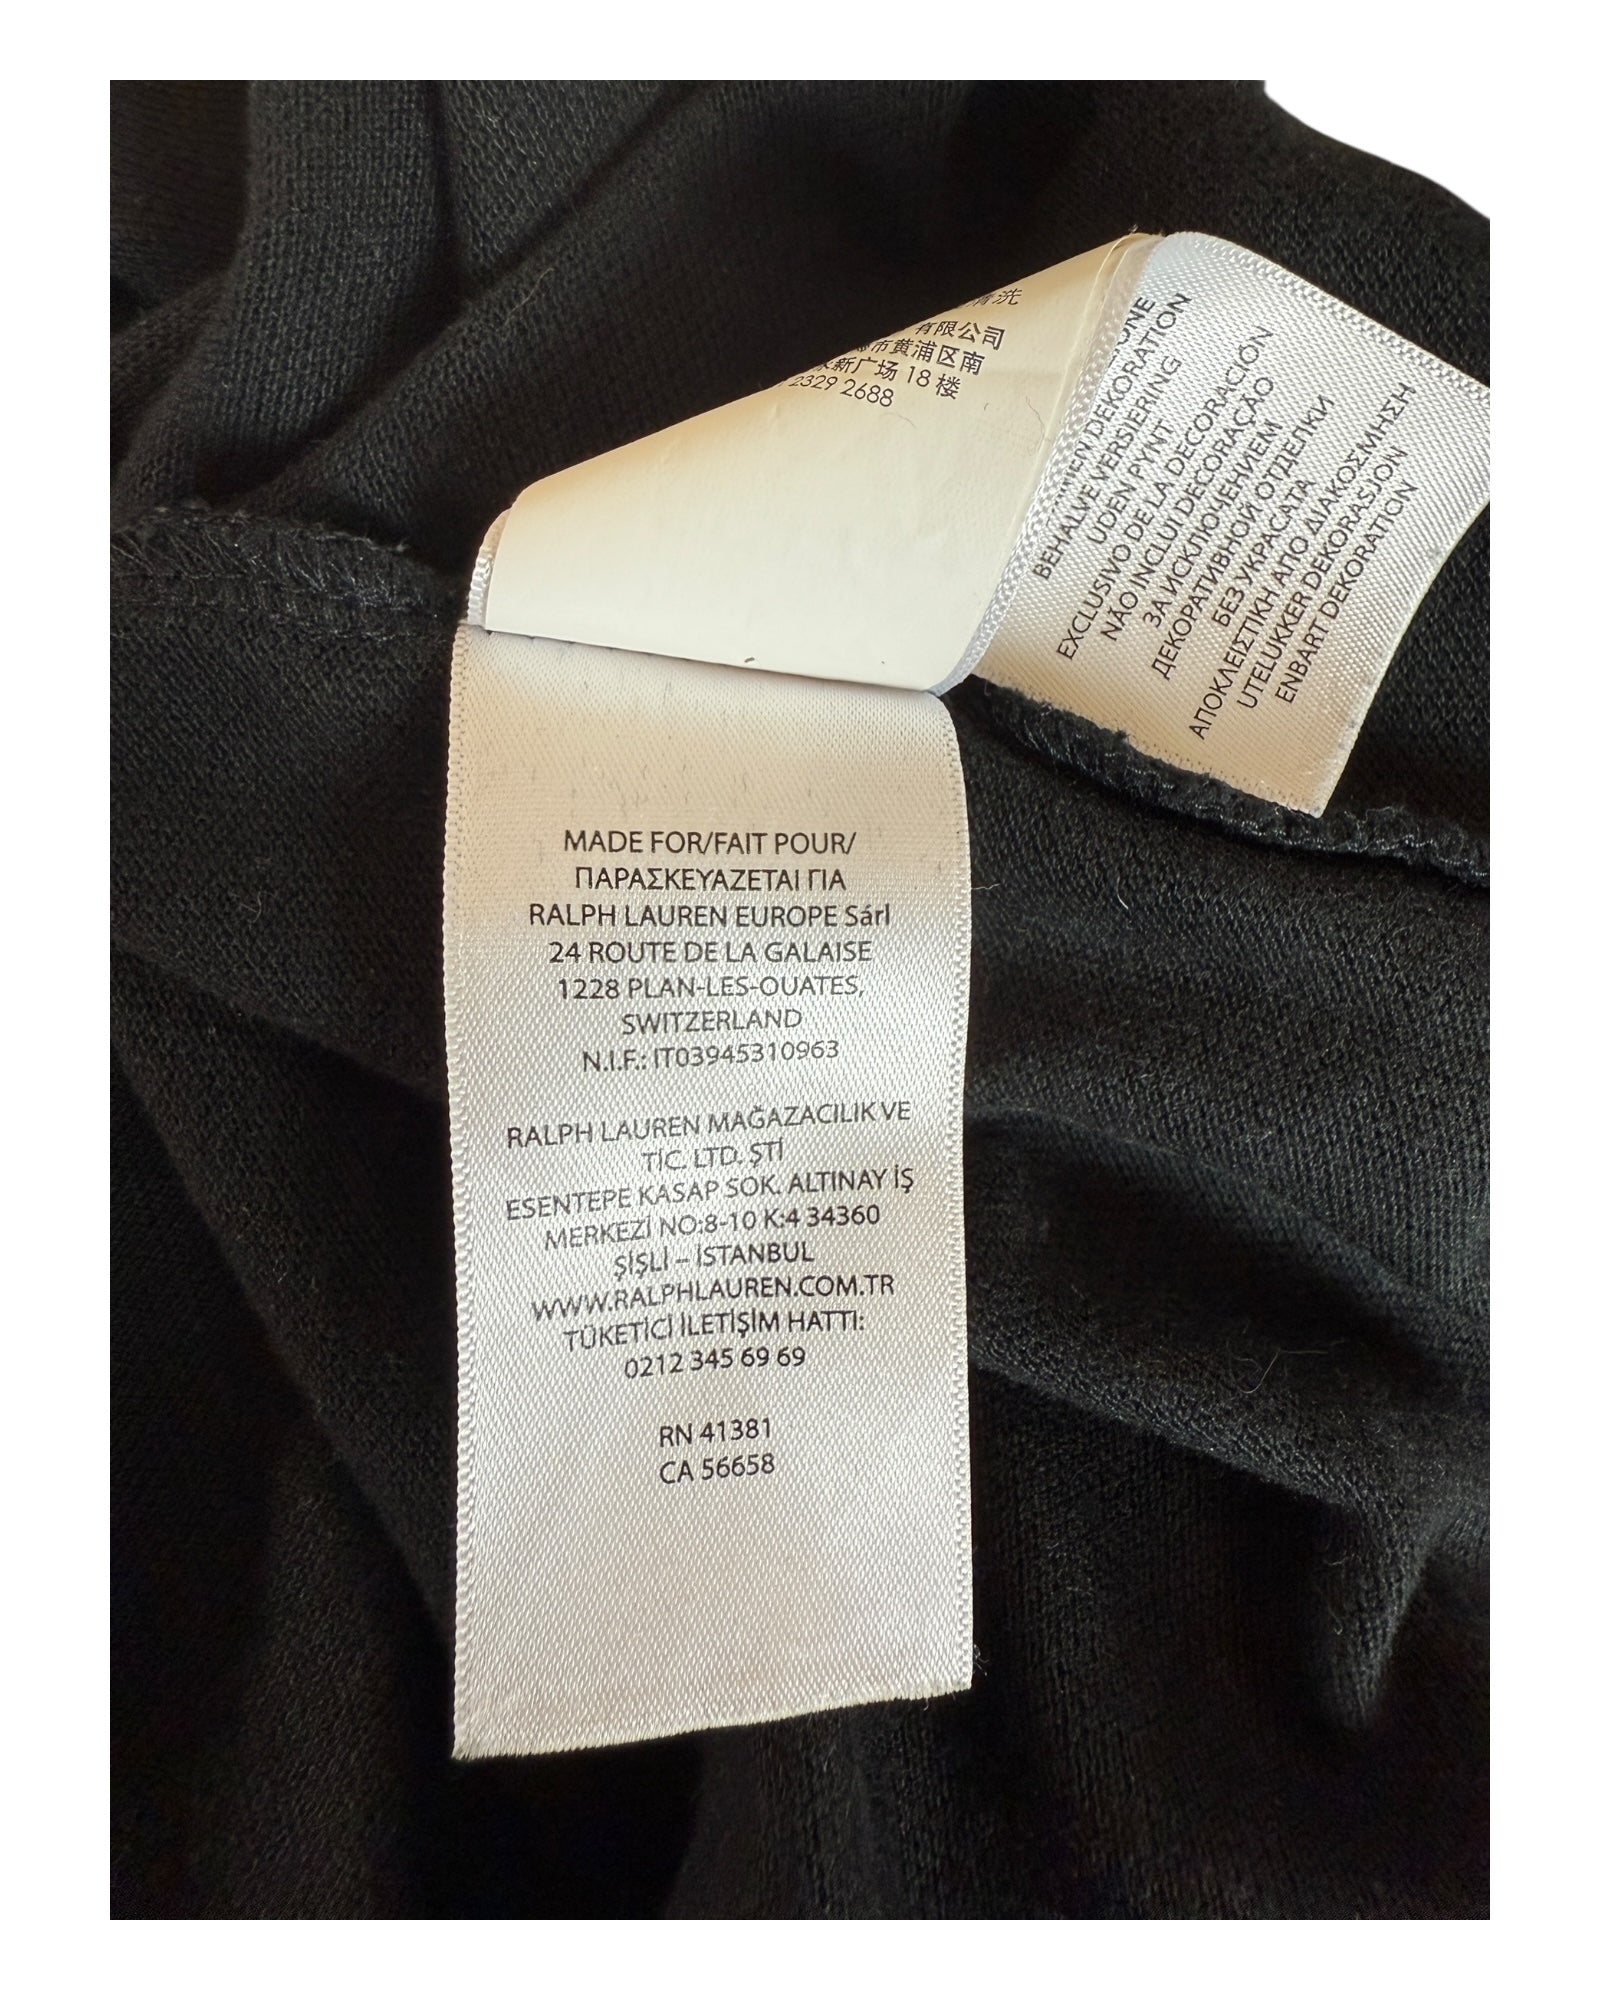 洗
有限公司
市黄浦区南
新广场 18 楼
2329 2688
DEKORATION
BEHALVE VERSIERING
UDEN PYNT
EXCLUSIVO DE LA DECORACIÓN
NÃO INCLUI DECORAÇÃO
ЗА ИСКЛЮЧЕНИЕМ
ДЕКОРАТИВНОЙ ОТДЕЛКИ
БЕЗ УКРАСАТА
ΑΠΟΚΛΕΙΣΤΙΚΗ ΑΠΟ ΔΙΑΚΟΣΜΗΣΗ
UTELUKKER DEKORASJON
ENBART DEKORATION
MADE FOR/FAIT POUR/
ΠΑΡΑΣΚΕΥΑΖΕΤΑΙ ΓΙΑ
RALPH LAUREN EUROPE Sárl
24 ROUTE DE LA GALAISE
1228 PLAN-LES-OUATES,
SWITZERLAND
N.I.F.: IT03945310963
RALPH LAUREN MAĞAZACILIK VE
TİC. LTD. ŞTİ
ESENTEPE KASAP SOK. ALTINAY İŞ
MERKEZİ NO:8-10 K:4 34360
ŞİŞLİ – İSTANBUL
WWW.RALPHLAUREN.COM.TR
TÜKETİCİ İLETİŞİM HATTI:
0212 345 69 69
RN 41381
CA 56658